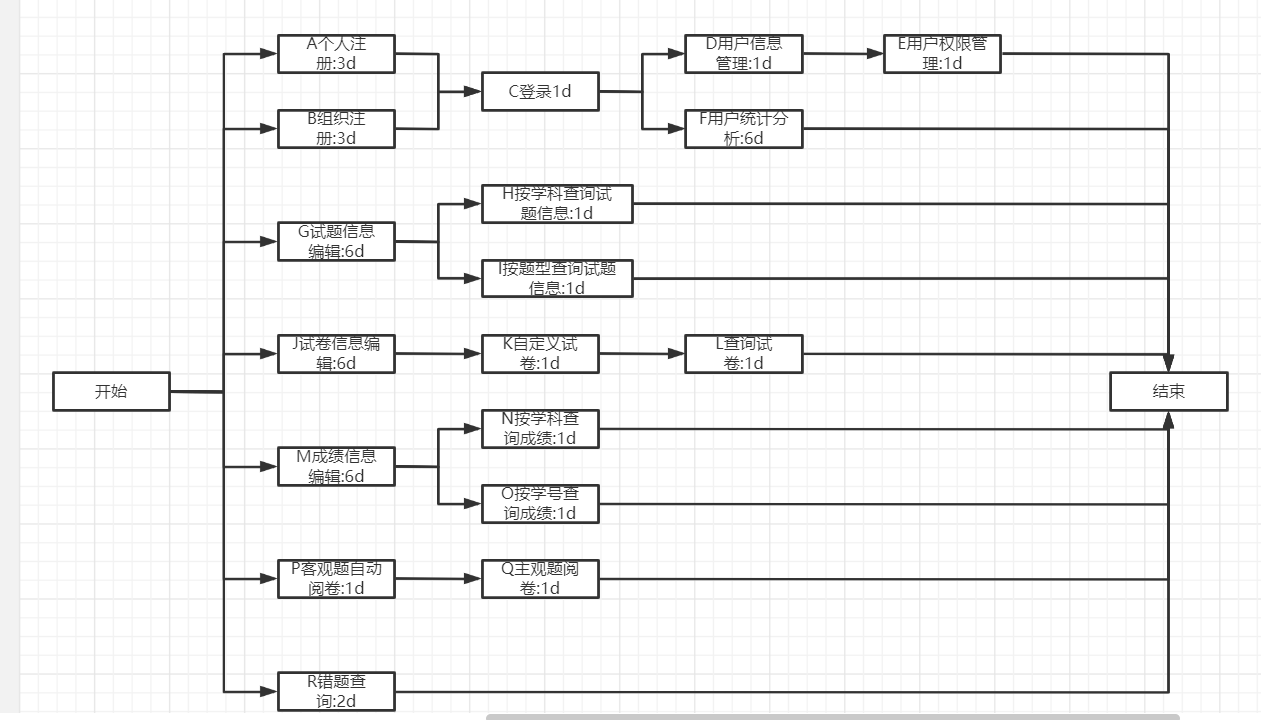 A个人注
册:3d
D用户信息
管理:1d
E用户权限管
理:1d
C登录1d
B组织注
册:3d
F用户统计分
析:6d
H按学科查询试
题信息:1d
G试题信息
编辑:6d
I按题型查询试题
信息:1d
J试卷信息编
辑:6d
K自定义试
卷:1d
L查询试
卷:1d
开始
结束
N按学科查
询成绩:1d
M成绩信息
编辑:6d
O按学号查
询成绩:1d
P客观题自动
阅卷:1d
Q主观题阅
卷:1d
R错题查
询:2d